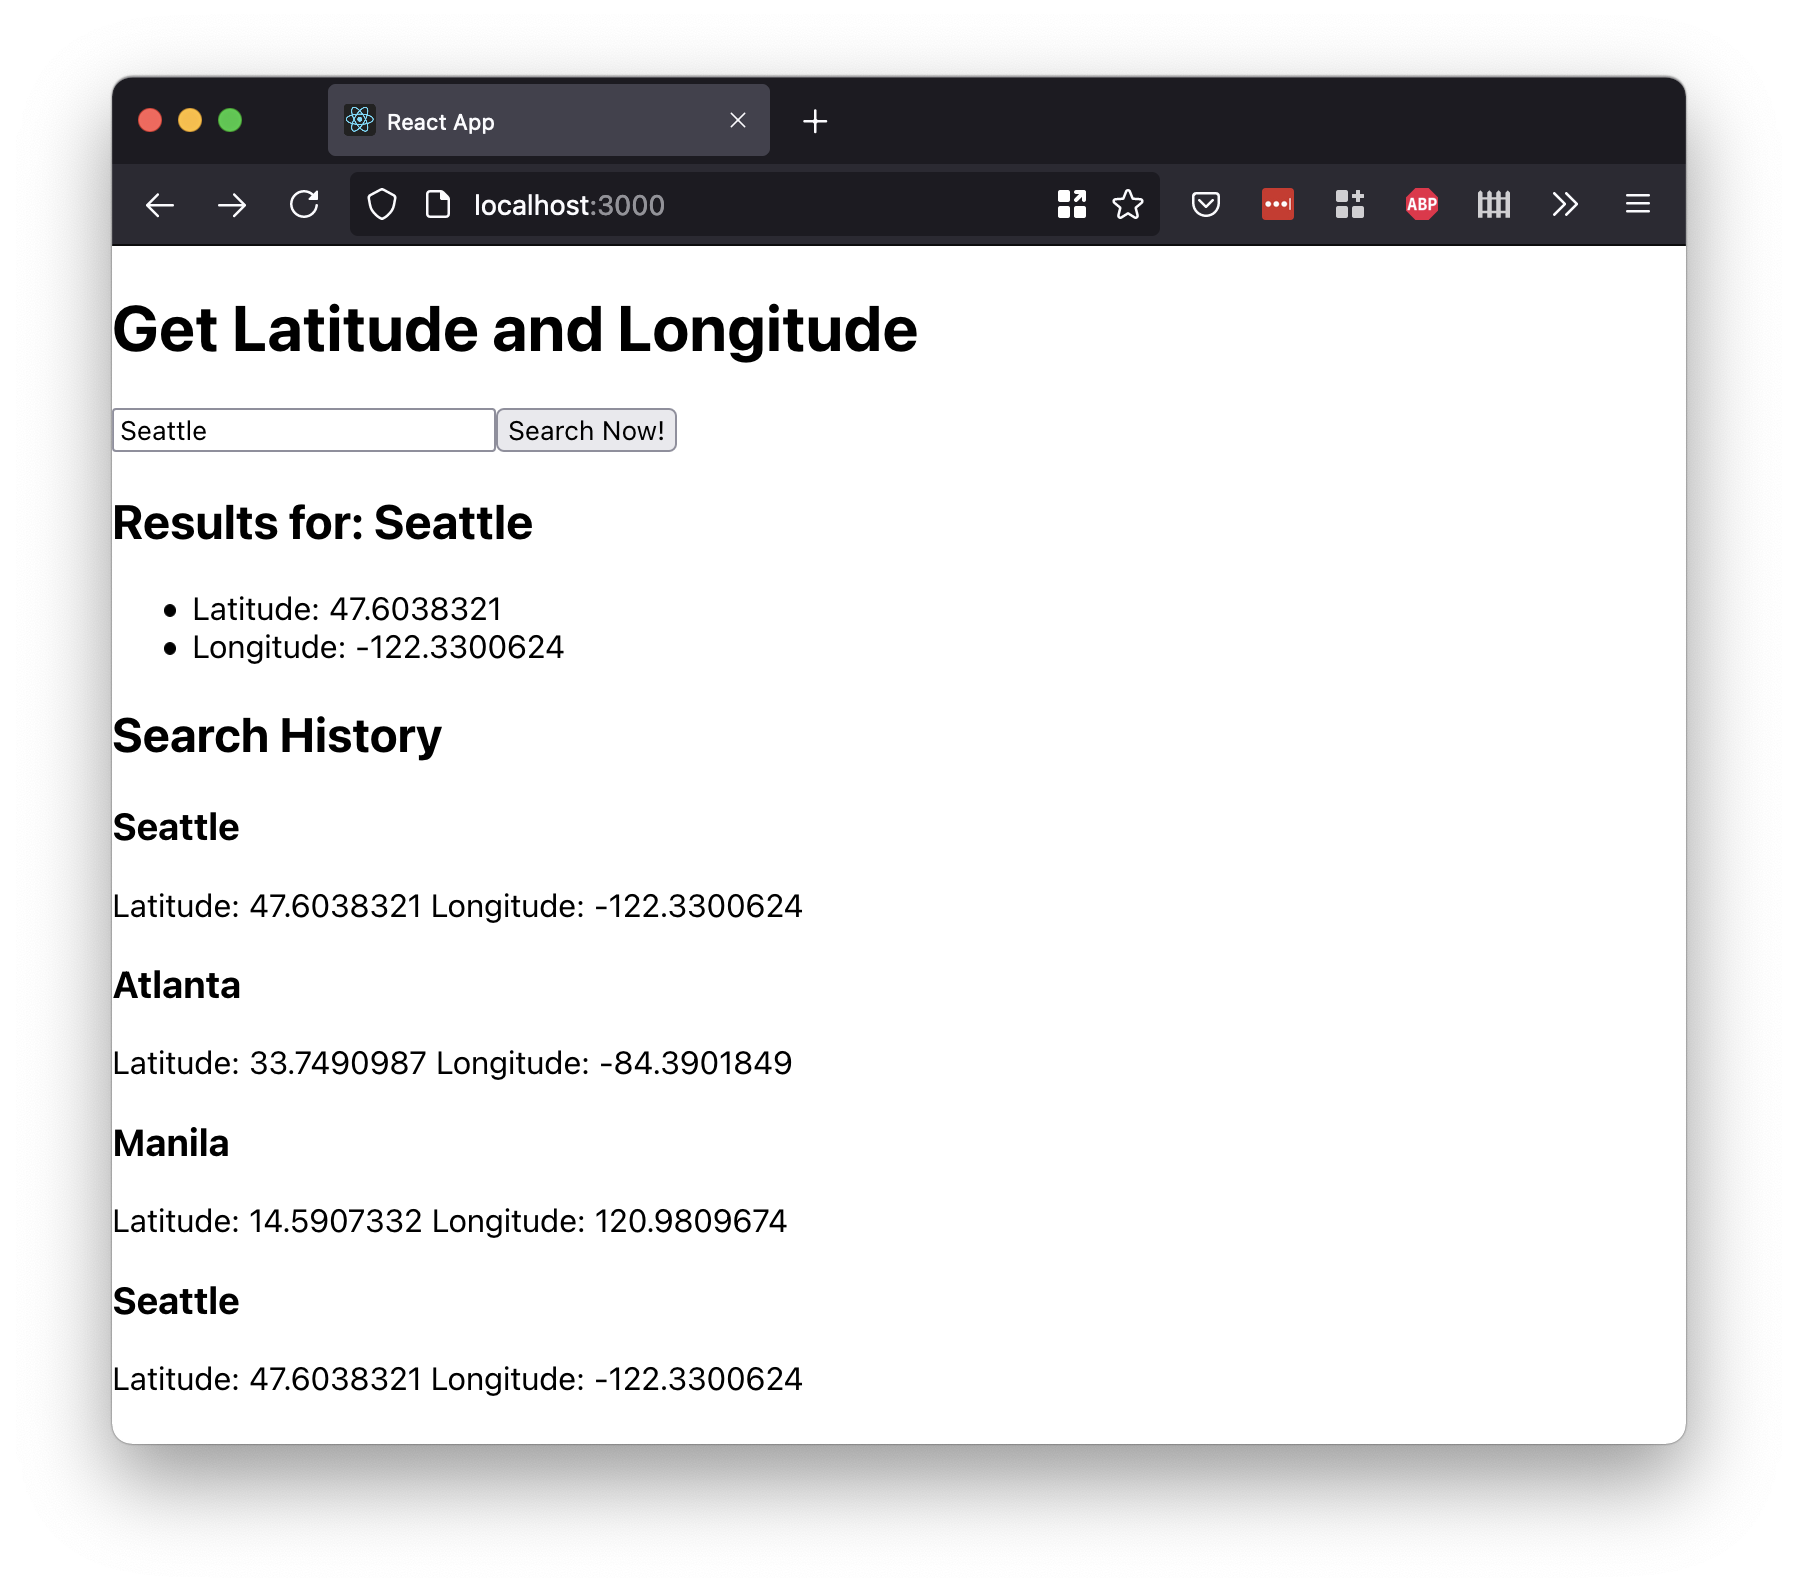 React App
localhost:3000
ABP
Get Latitude and Longitude
Seattle Search Now!
Results for: Seattle
Latitude: 47.6038321
Longitude: -122.3300624
Search History
Seattle
Latitude: 47.6038321 Longitude: -122.3300624
Atlanta
Latitude: 33.7490987 Longitude: -84.3901849
Manila
Latitude: 14.5907332 Longitude: 120.9809674
Seattle
Latitude: 47.6038321 Longitude: -122.3300624